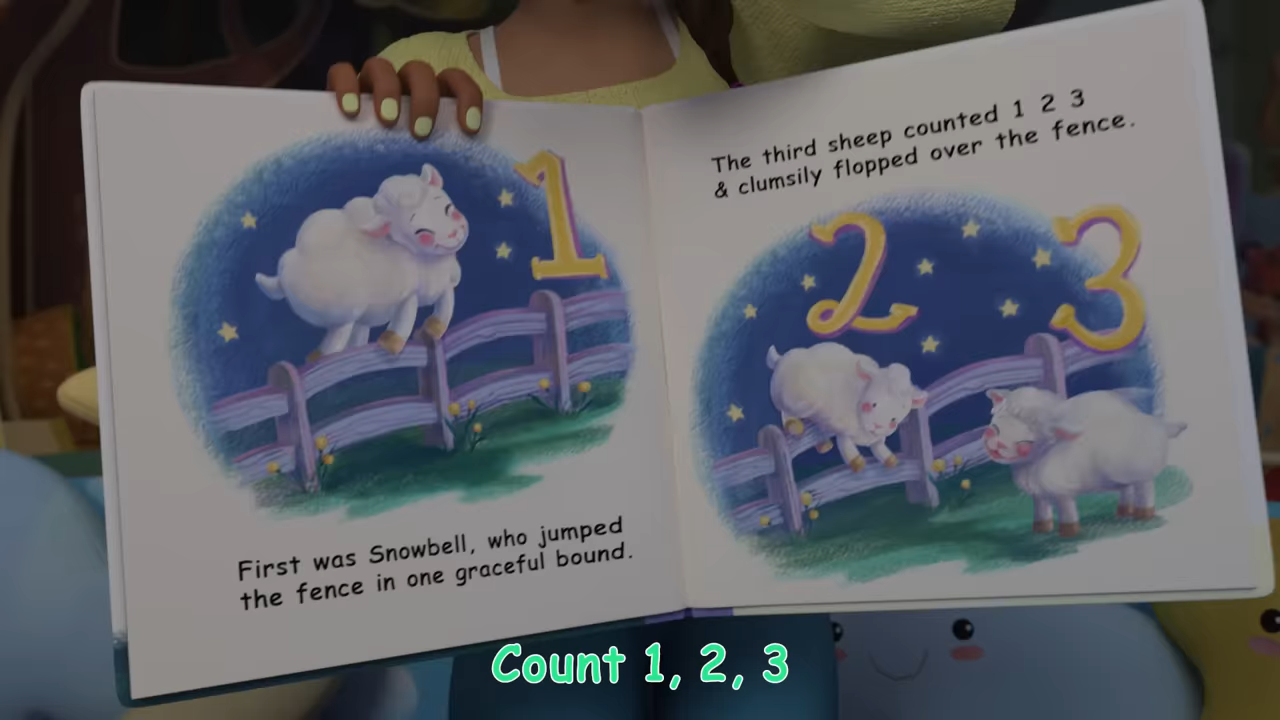 1
First was Snowbell, who jumped
the fence in one graceful bound.
The third sheep counted 1 2 3
& clumsily flopped over the fence.
2 3
Count 1, 2, 3